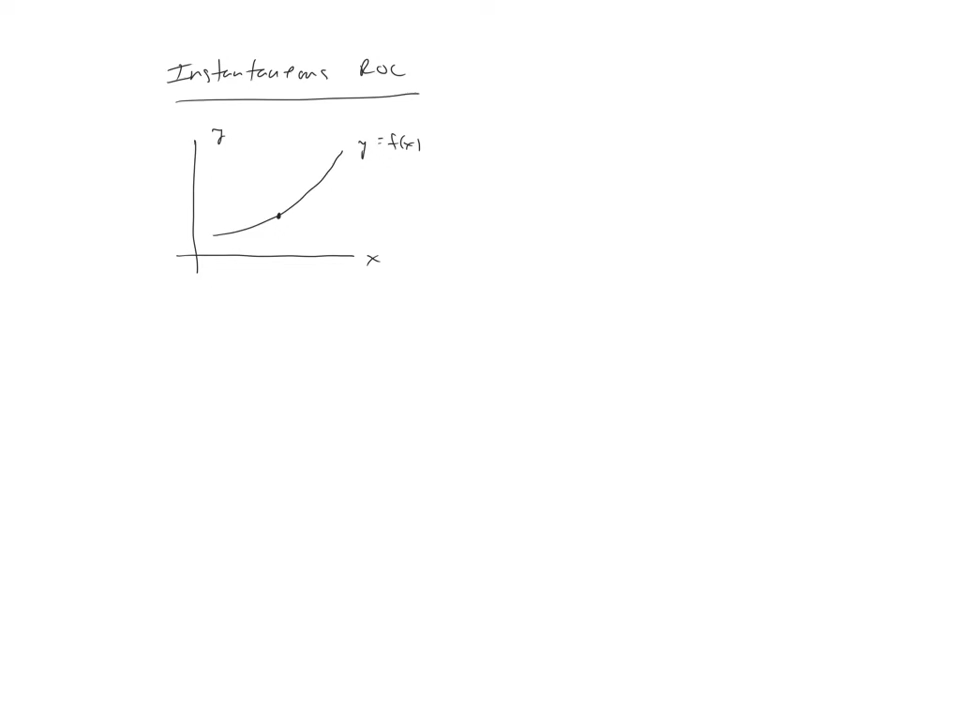 Instantaneous ROC
y
y = f(x)
x